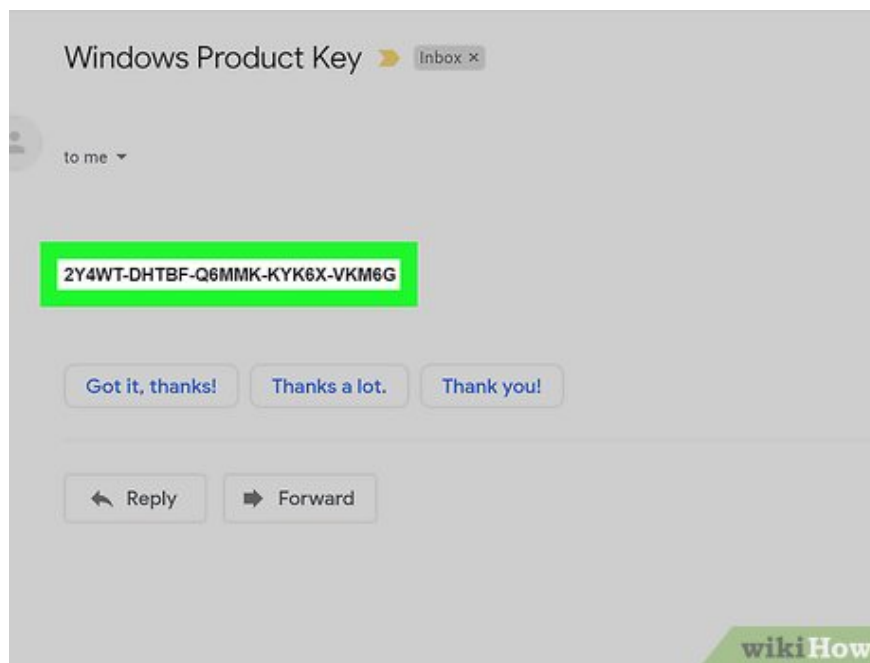 Windows Product Key Inbox ×
to me
2Y4WT-DHTBF-Q6MMK-KYK6X-VKM6G
Got it, thanks! Thanks a lot. Thank you!
Reply Forward
wikiHow